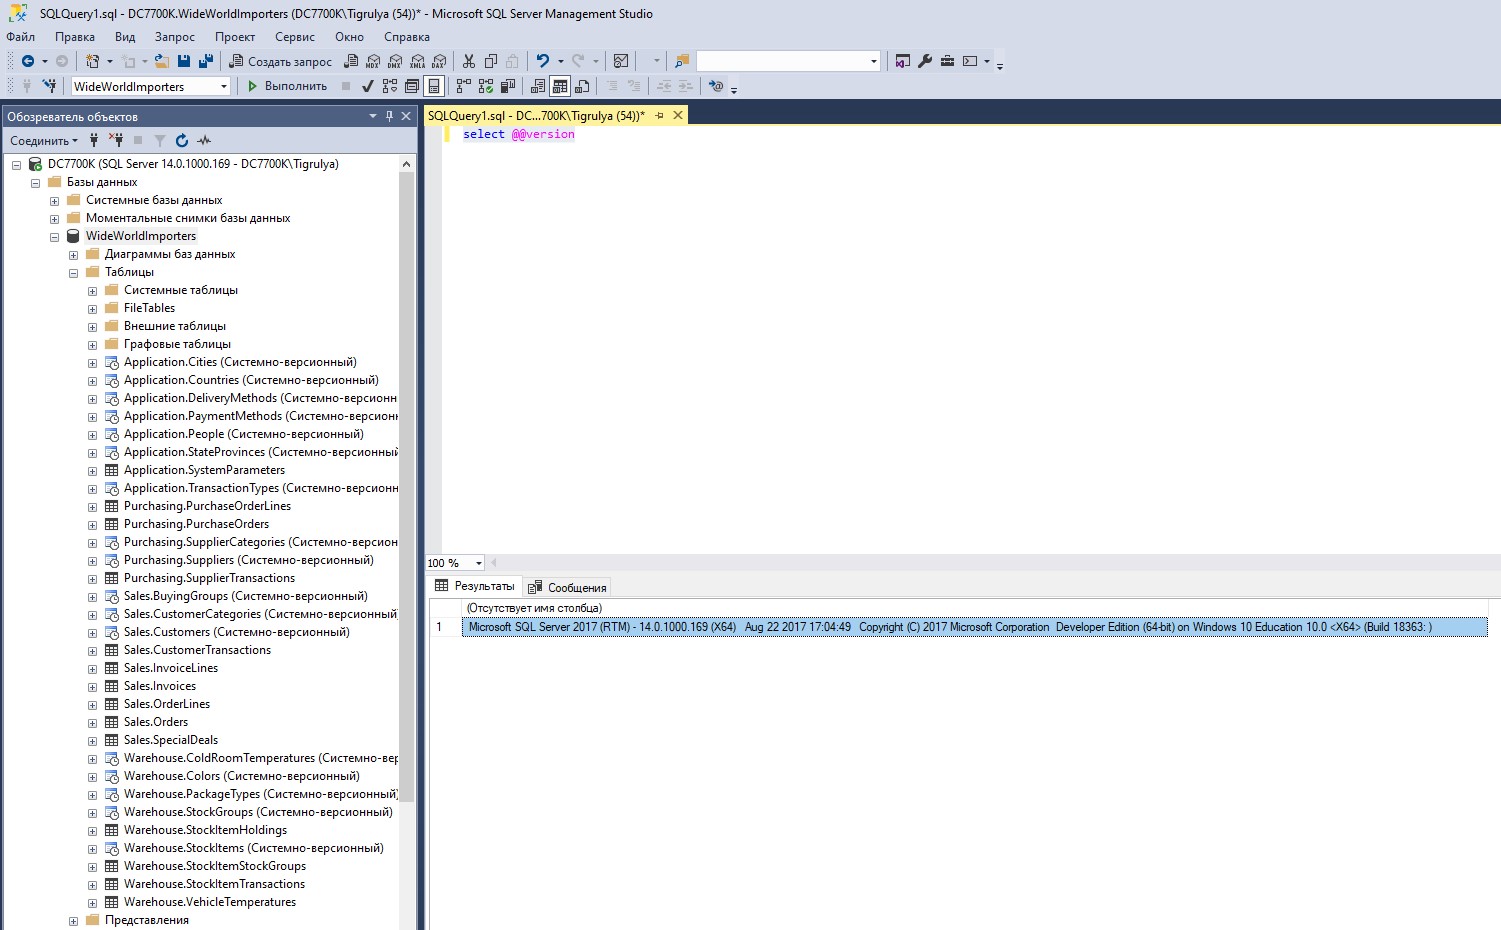 SQLQuery1.sql - DC7700K.WideWorldImporters (DC7700K\Tigrulya (54))* - Microsoft SQL Server Management Studio
Файл Правка Вид Запрос Проект Сервис Окно Справка
Создать запрос MDX DMX XMLA DAX
WideWorldImporters Выполнить
Обозреватель объектов
Соединить
DC7700K (SQL Server 14.0.1000.169 - DC7700K\Tigrulya)
Базы данных
Системные базы данных
Моментальные снимки базы данных
WideWorldImporters
Диаграммы баз данных
Таблицы
Системные таблицы
FileTables
Внешние таблицы
Графовые таблицы
Application.Cities (Системно-версионный)
Application.Countries (Системно-версионный)
Application.DeliveryMethods (Системно-версионн
Application.PaymentMethods (Системно-версион
Application.People (Системно-версионный)
Application.StateProvinces (Системно-версионный
Application.SystemParameters
Application.TransactionTypes (Системно-версионн
Purchasing.PurchaseOrderLines
Purchasing.PurchaseOrders
Purchasing.SupplierCategories (Системно-версион
Purchasing.Suppliers (Системно-версионный)
Purchasing.SupplierTransactions
Sales.BuyingGroups (Системно-версионный)
Sales.CustomerCategories (Системно-версионный
Sales.Customers (Системно-версионный)
Sales.CustomerTransactions
Sales.InvoiceLines
Sales.Invoices
Sales.OrderLines
Sales.Orders
Sales.SpecialDeals
Warehouse.ColdRoomTemperatures (Системно-вер
Warehouse.Colors (Системно-версионный)
Warehouse.PackageTypes (Системно-версионный)
Warehouse.StockGroups (Системно-версионный)
Warehouse.StockItemHoldings
Warehouse.StockItems (Системно-версионный)
Warehouse.StockItemStockGroups
Warehouse.StockItemTransactions
Warehouse.VehicleTemperatures
Представления
SQLQuery1.sql - DC...700K\Tigrulya (54))*
select @@version
100 %
Результаты Сообщения
(Отсутствует имя столбца)
1 Microsoft SQL Server 2017 (RTM) - 14.0.1000.169 (X64) Aug 22 2017 17:04:49 Copyright (C) 2017 Microsoft Corporation Developer Edition (64-bit) on Windows 10 Education 10.0 <X64> (Build 18363: )